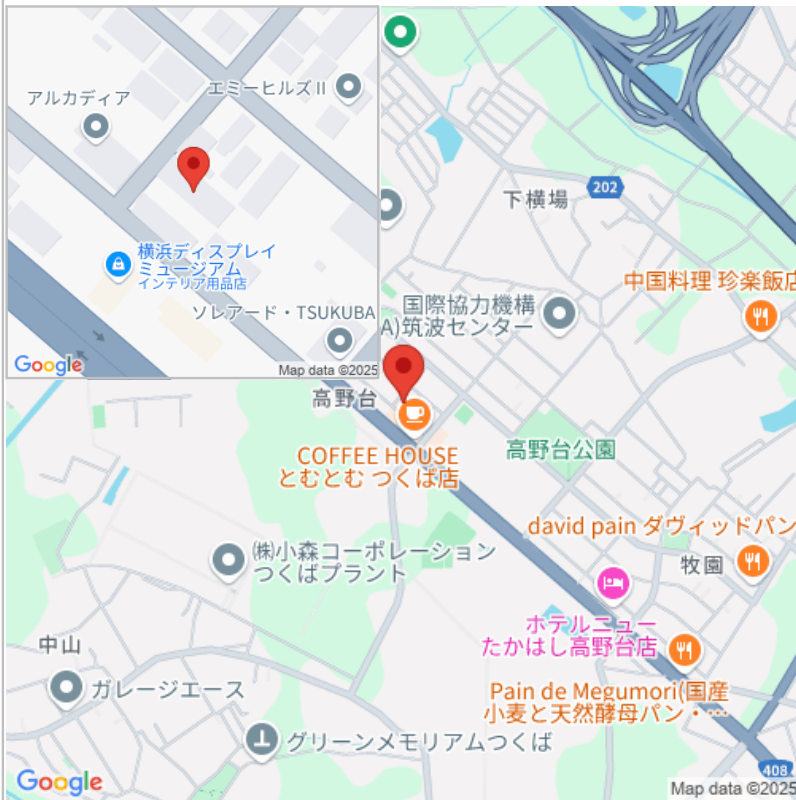 エミーヒルズⅡ
アルカディア
横浜ディスプレイ
ミュージアム
インテリア用品店
ソレアード・TSUKUBA
Google
Map data ©2025
202
下横場
中国料理 珍楽飯店
国際協力機構
A)筑波センター
高野台
COFFEE HOUSE
とむとむ つくば店
高野台公園
david pain ダヴィッドパン
牧園
㈱小森コーポレーション
つくばプラント
ホテルニュー
たかはし高野台店
中山
ガレージエース
Pain de Megumori(国産
小麦と天然酵母パン・…
グリーンメモリアムつくば
408
Google
Map data ©2025